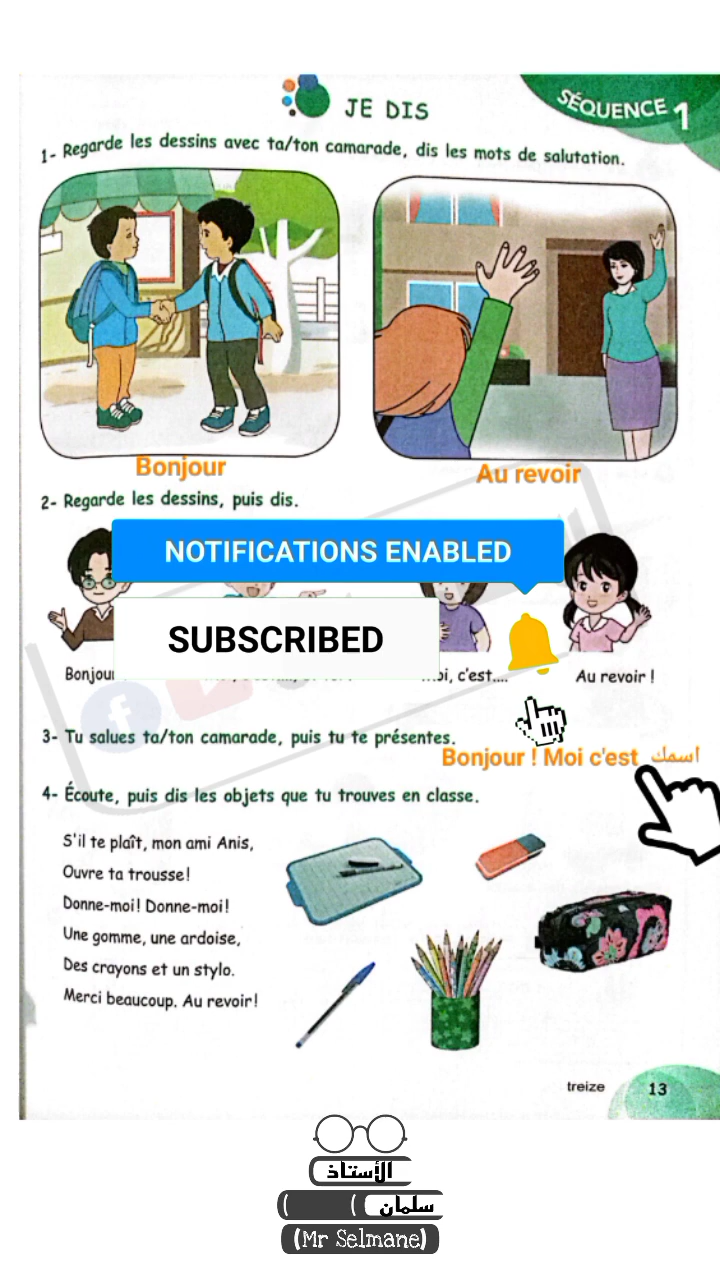 JE DIS
SÉQUENCE 1
1- Regarde les dessins avec ta/ton camarade, dis les mots de salutation.
Bonjour
Au revoir
2- Regarde les dessins, puis dis.
NOTIFICATIONS ENABLED
SUBSCRIBED
Bonjour
c'est....
Au revoir !
3- Tu salues ta/ton camarade, puis tu te présentes.
Bonjour ! Moi c'est اسمك
4- Écoute, puis dis les objets que tu trouves en classe.
S'il te plaît, mon ami Anis,
Ouvre ta trousse!
Donne-moi! Donne-moi!
Une gomme, une ardoise,
Des crayons et un stylo.
Merci beaucoup. Au revoir!
treize 13
الأستاذ
سلمان
(Mr Selmane)